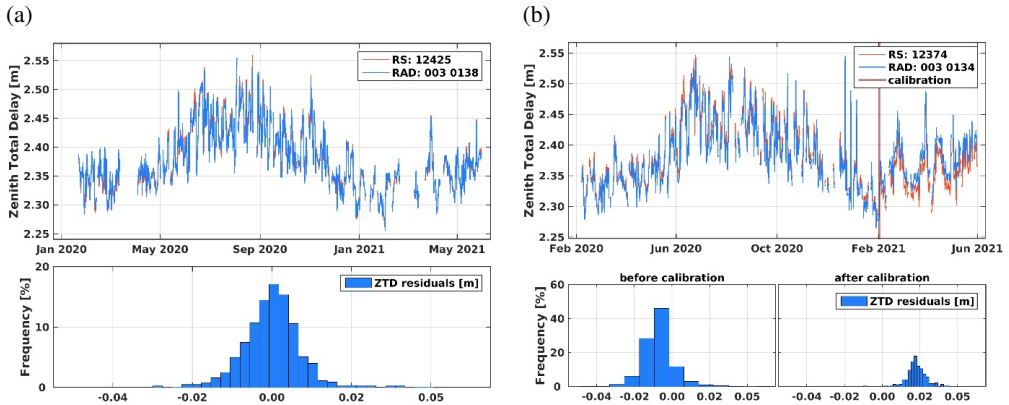 (a)
Zenith Total Delay [m]
2.55
2.50
2.45
2.40
2.35
2.30
2.25
RS: 12425
RAD: 003 0138
Jan 2020 May 2020 Sep 2020 Jan 2021 May 2021
Frequency [%]
20
10
0
ZTD residuals [m]
-0.04 -0.02 0.00 0.02 0.05
(b)
Zenith Total Delay [m]
2.55
2.50
2.45
2.40
2.35
2.30
2.25
RS: 12374
RAD: 003 0134
calibration
Feb 2020 Jun 2020 Oct 2020 Feb 2021 Jun 2021
before calibration after calibration
Frequency [%]
60
40
20
0
ZTD residuals [m]
-0.04 -0.02 0.00 0.02 0.05 -0.04 -0.02 0.00 0.02 0.05